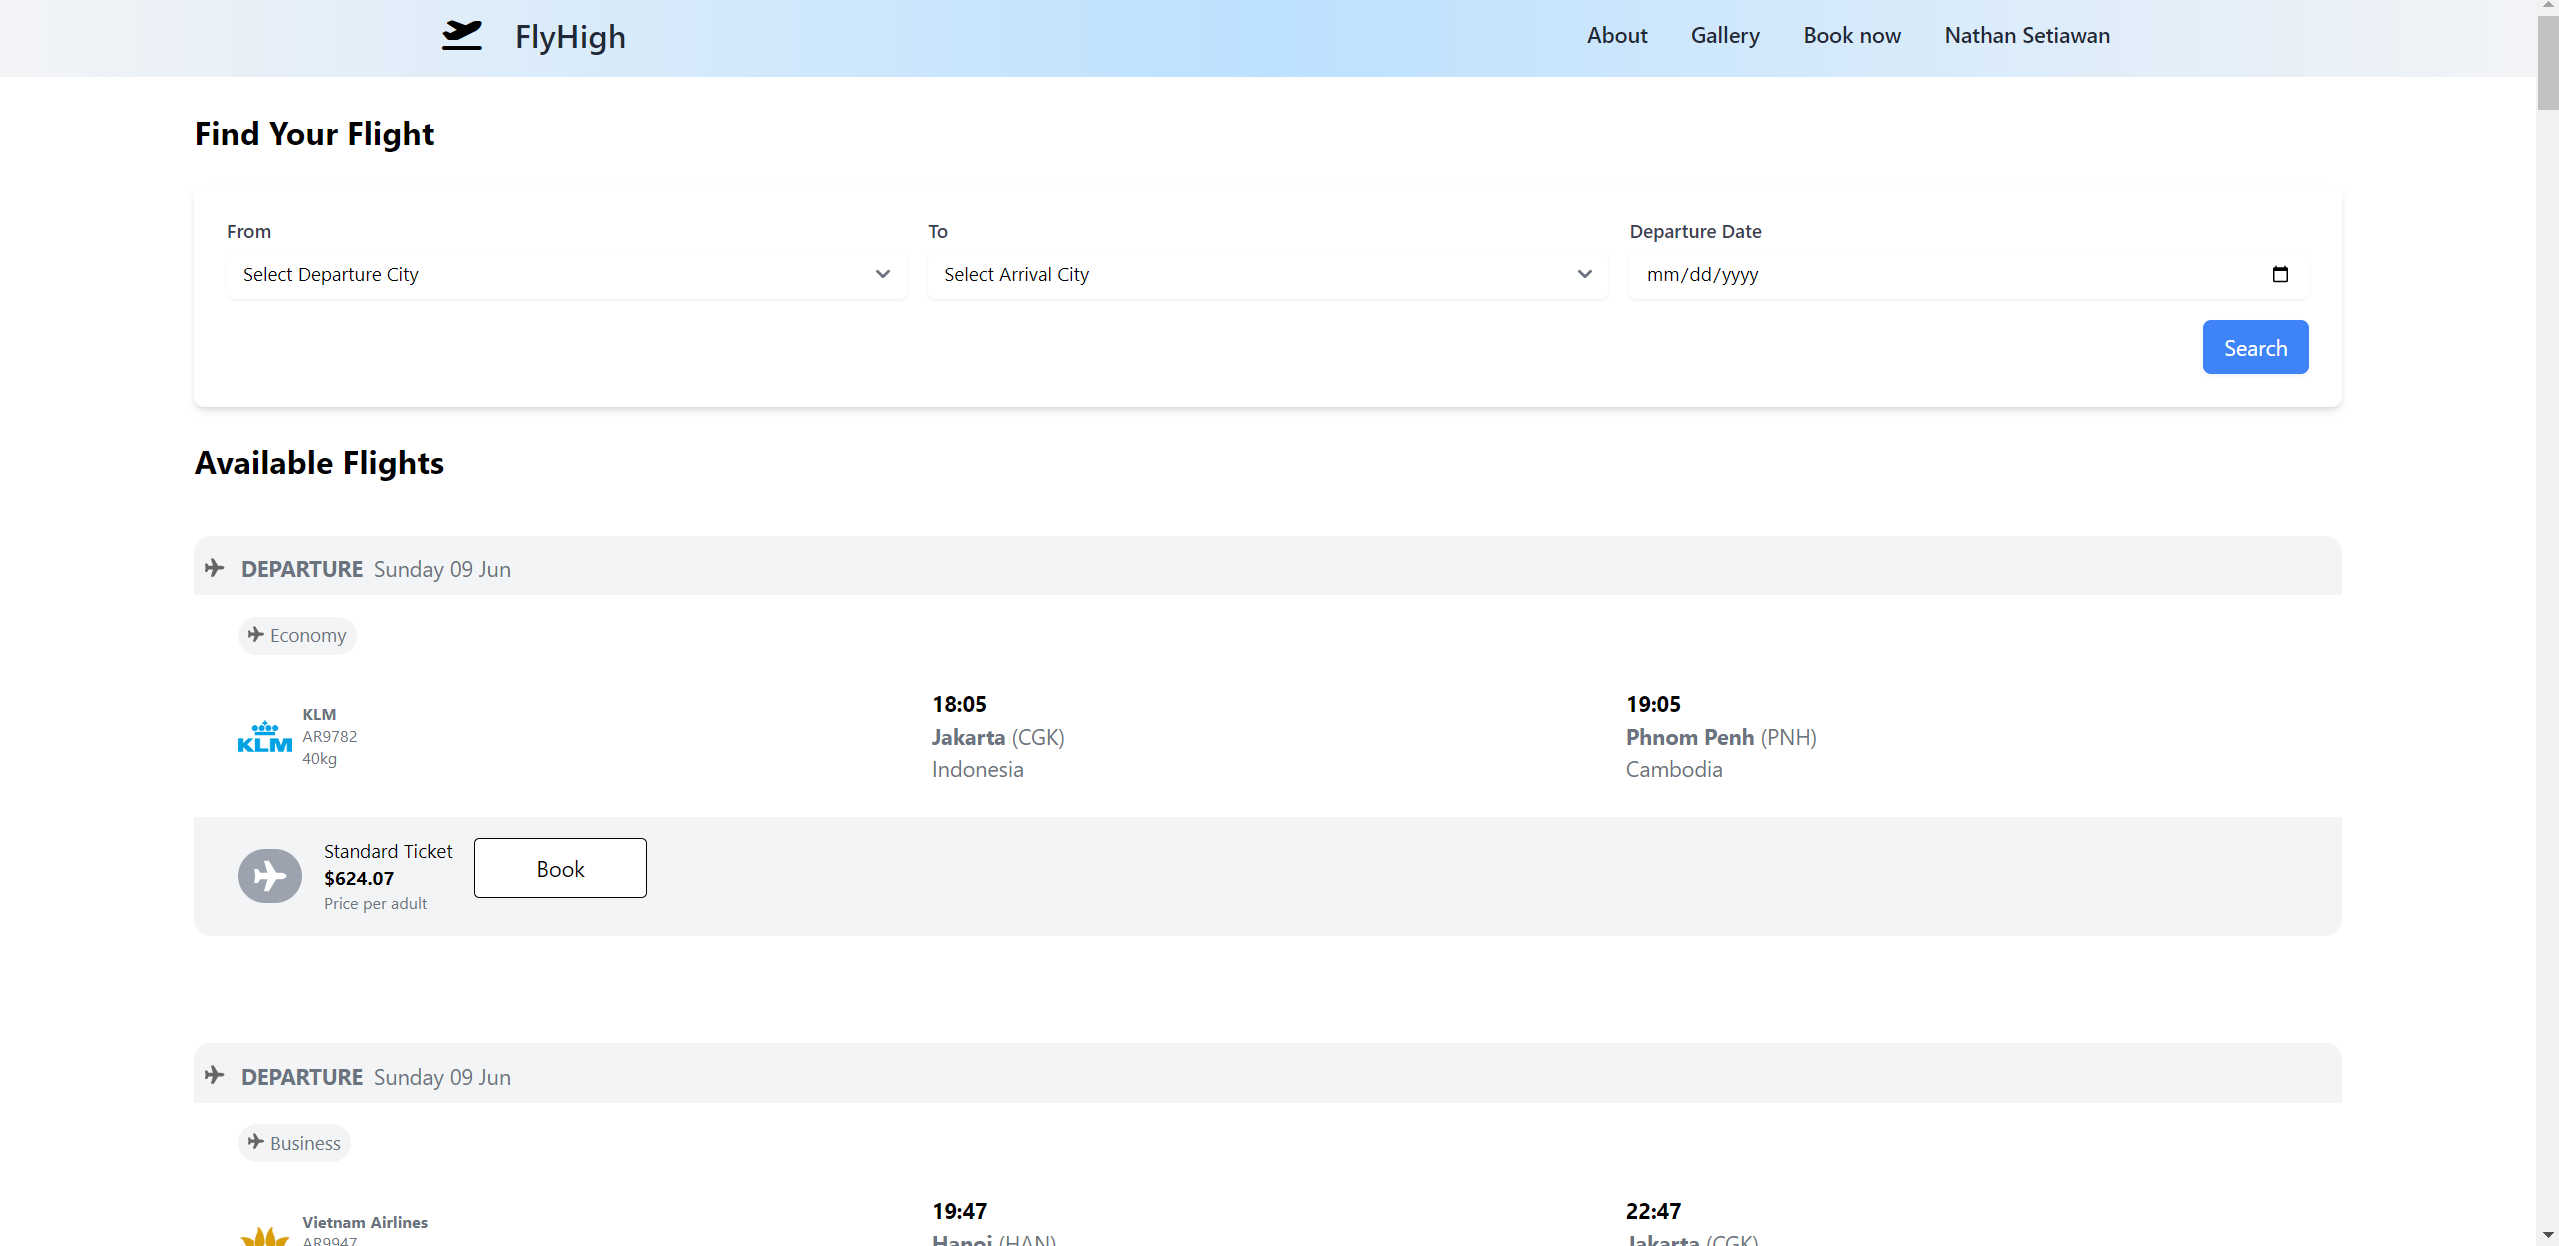 FlyHigh
About Gallery Book now Nathan Setiawan
Find Your Flight
From To Departure Date
Select Departure City Select Arrival City mm/dd/yyyy
Search
Available Flights
DEPARTURE Sunday 09 Jun
Economy
KLM
KLM
AR9782
40kg
18:05
Jakarta (CGK)
Indonesia
19:05
Phnom Penh (PNH)
Cambodia
Standard Ticket
$624.07
Price per adult
Book
DEPARTURE Sunday 09 Jun
Business
Vietnam Airlines
AR9947
19:47
Hanoi (HAN)
22:47
Jakarta (CGK)